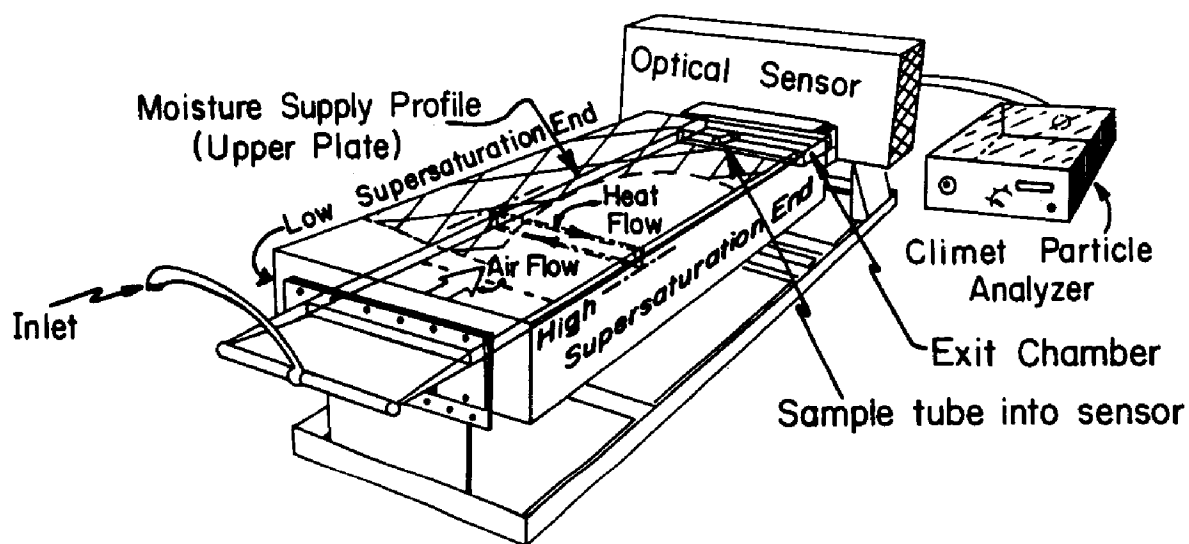 Optical Sensor
Moisture Supply Profile
(Upper Plate)
Low Supersaturation End
Heat
Flow
Air Flow
Inlet
High
Supersaturation End
Climet Particle
Analyzer
Exit Chamber
Sample tube into sensor